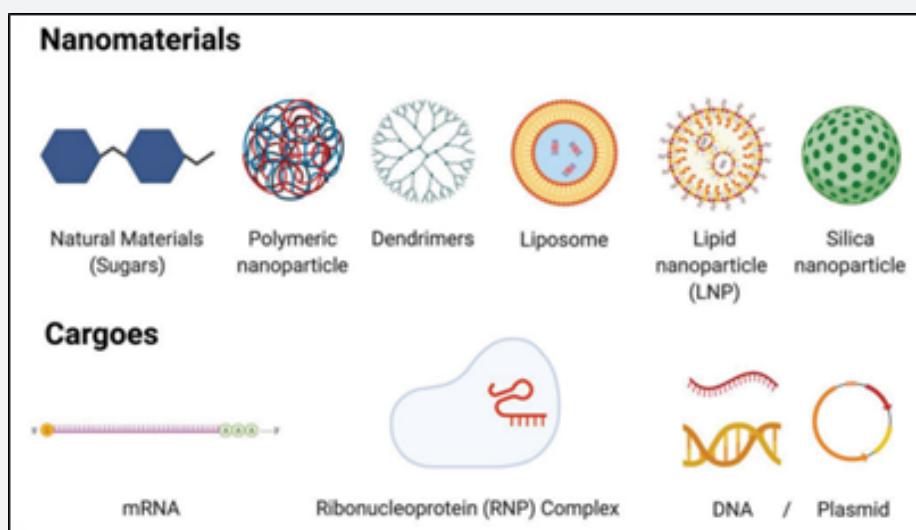 Nanomaterials
Natural Materials
(Sugars)
Polymeric
nanoparticle
Dendrimers
Liposome
Lipid
nanoparticle
(LNP)
Silica
nanoparticle
Cargoes
mRNA
Ribonucleoprotein (RNP) Complex
DNA / Plasmid